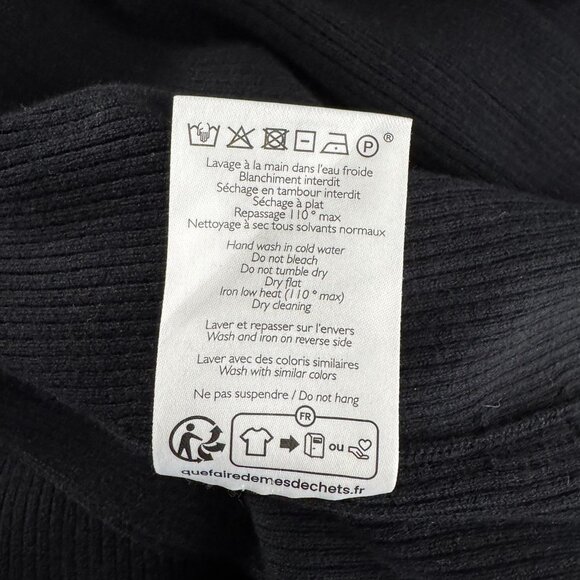 P ®
Lavage à la main dans l'eau froide
Blanchiment interdit
Séchage en tambour interdit
Séchage à plat
Repassage 110° max
Nettoyage à sec tous solvants normaux
Hand wash in cold water
Do not bleach
Do not tumble dry
Dry flat
Iron low heat (110° max)
Dry cleaning
Laver et repasser sur l'envers
Wash and iron on reverse side
Laver avec des coloris similaires
Wash with similar colors
Ne pas suspendre / Do not hang
FR
ou
quefairedemesdechets.fr